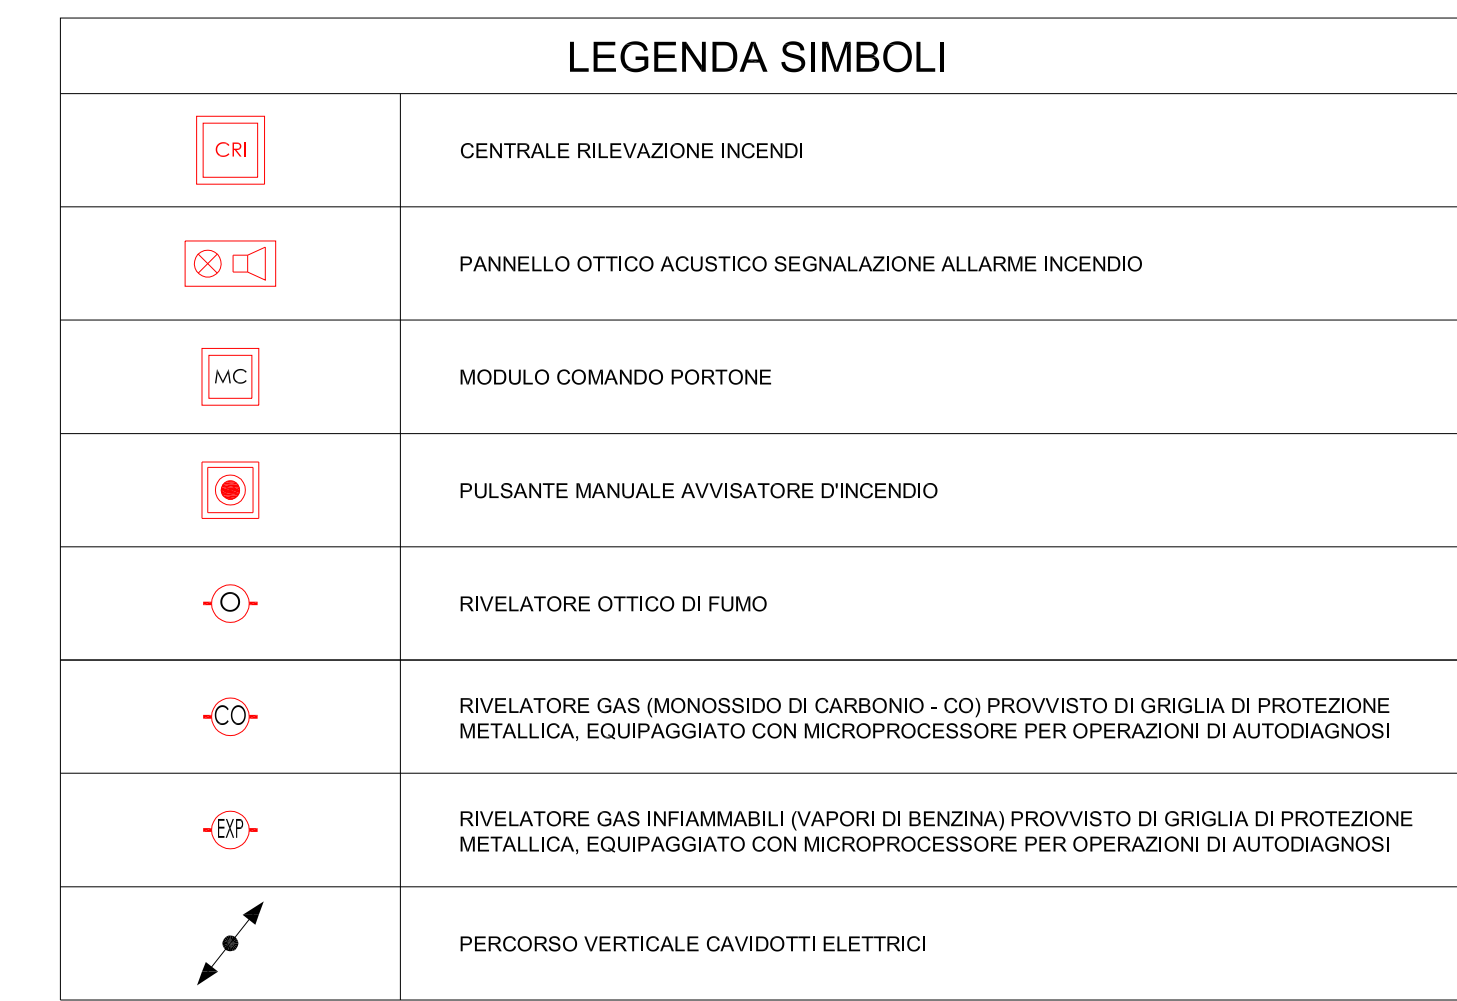 LEGENDA SIMBOLI
CRI
CENTRALE RILEVAZIONE INCENDI
PANNELLO OTTICO ACUSTICO SEGNALAZIONE ALLARME INCENDIO
MC
MODULO COMANDO PORTONE
PULSANTE MANUALE AVVISATORE D'INCENDIO
O
RIVELATORE OTTICO DI FUMO
CO
RIVELATORE GAS (MONOSSIDO DI CARBONIO - CO) PROVVISTO DI GRIGLIA DI PROTEZIONE
METALLICA, EQUIPAGGIATO CON MICROPROCESSORE PER OPERAZIONI DI AUTODIAGNOSI
EXP
RIVELATORE GAS INFIAMMABILI (VAPORI DI BENZINA) PROVVISTO DI GRIGLIA DI PROTEZIONE
METALLICA, EQUIPAGGIATO CON MICROPROCESSORE PER OPERAZIONI DI AUTODIAGNOSI
PERCORSO VERTICALE CAVIDOTTI ELETTRICI